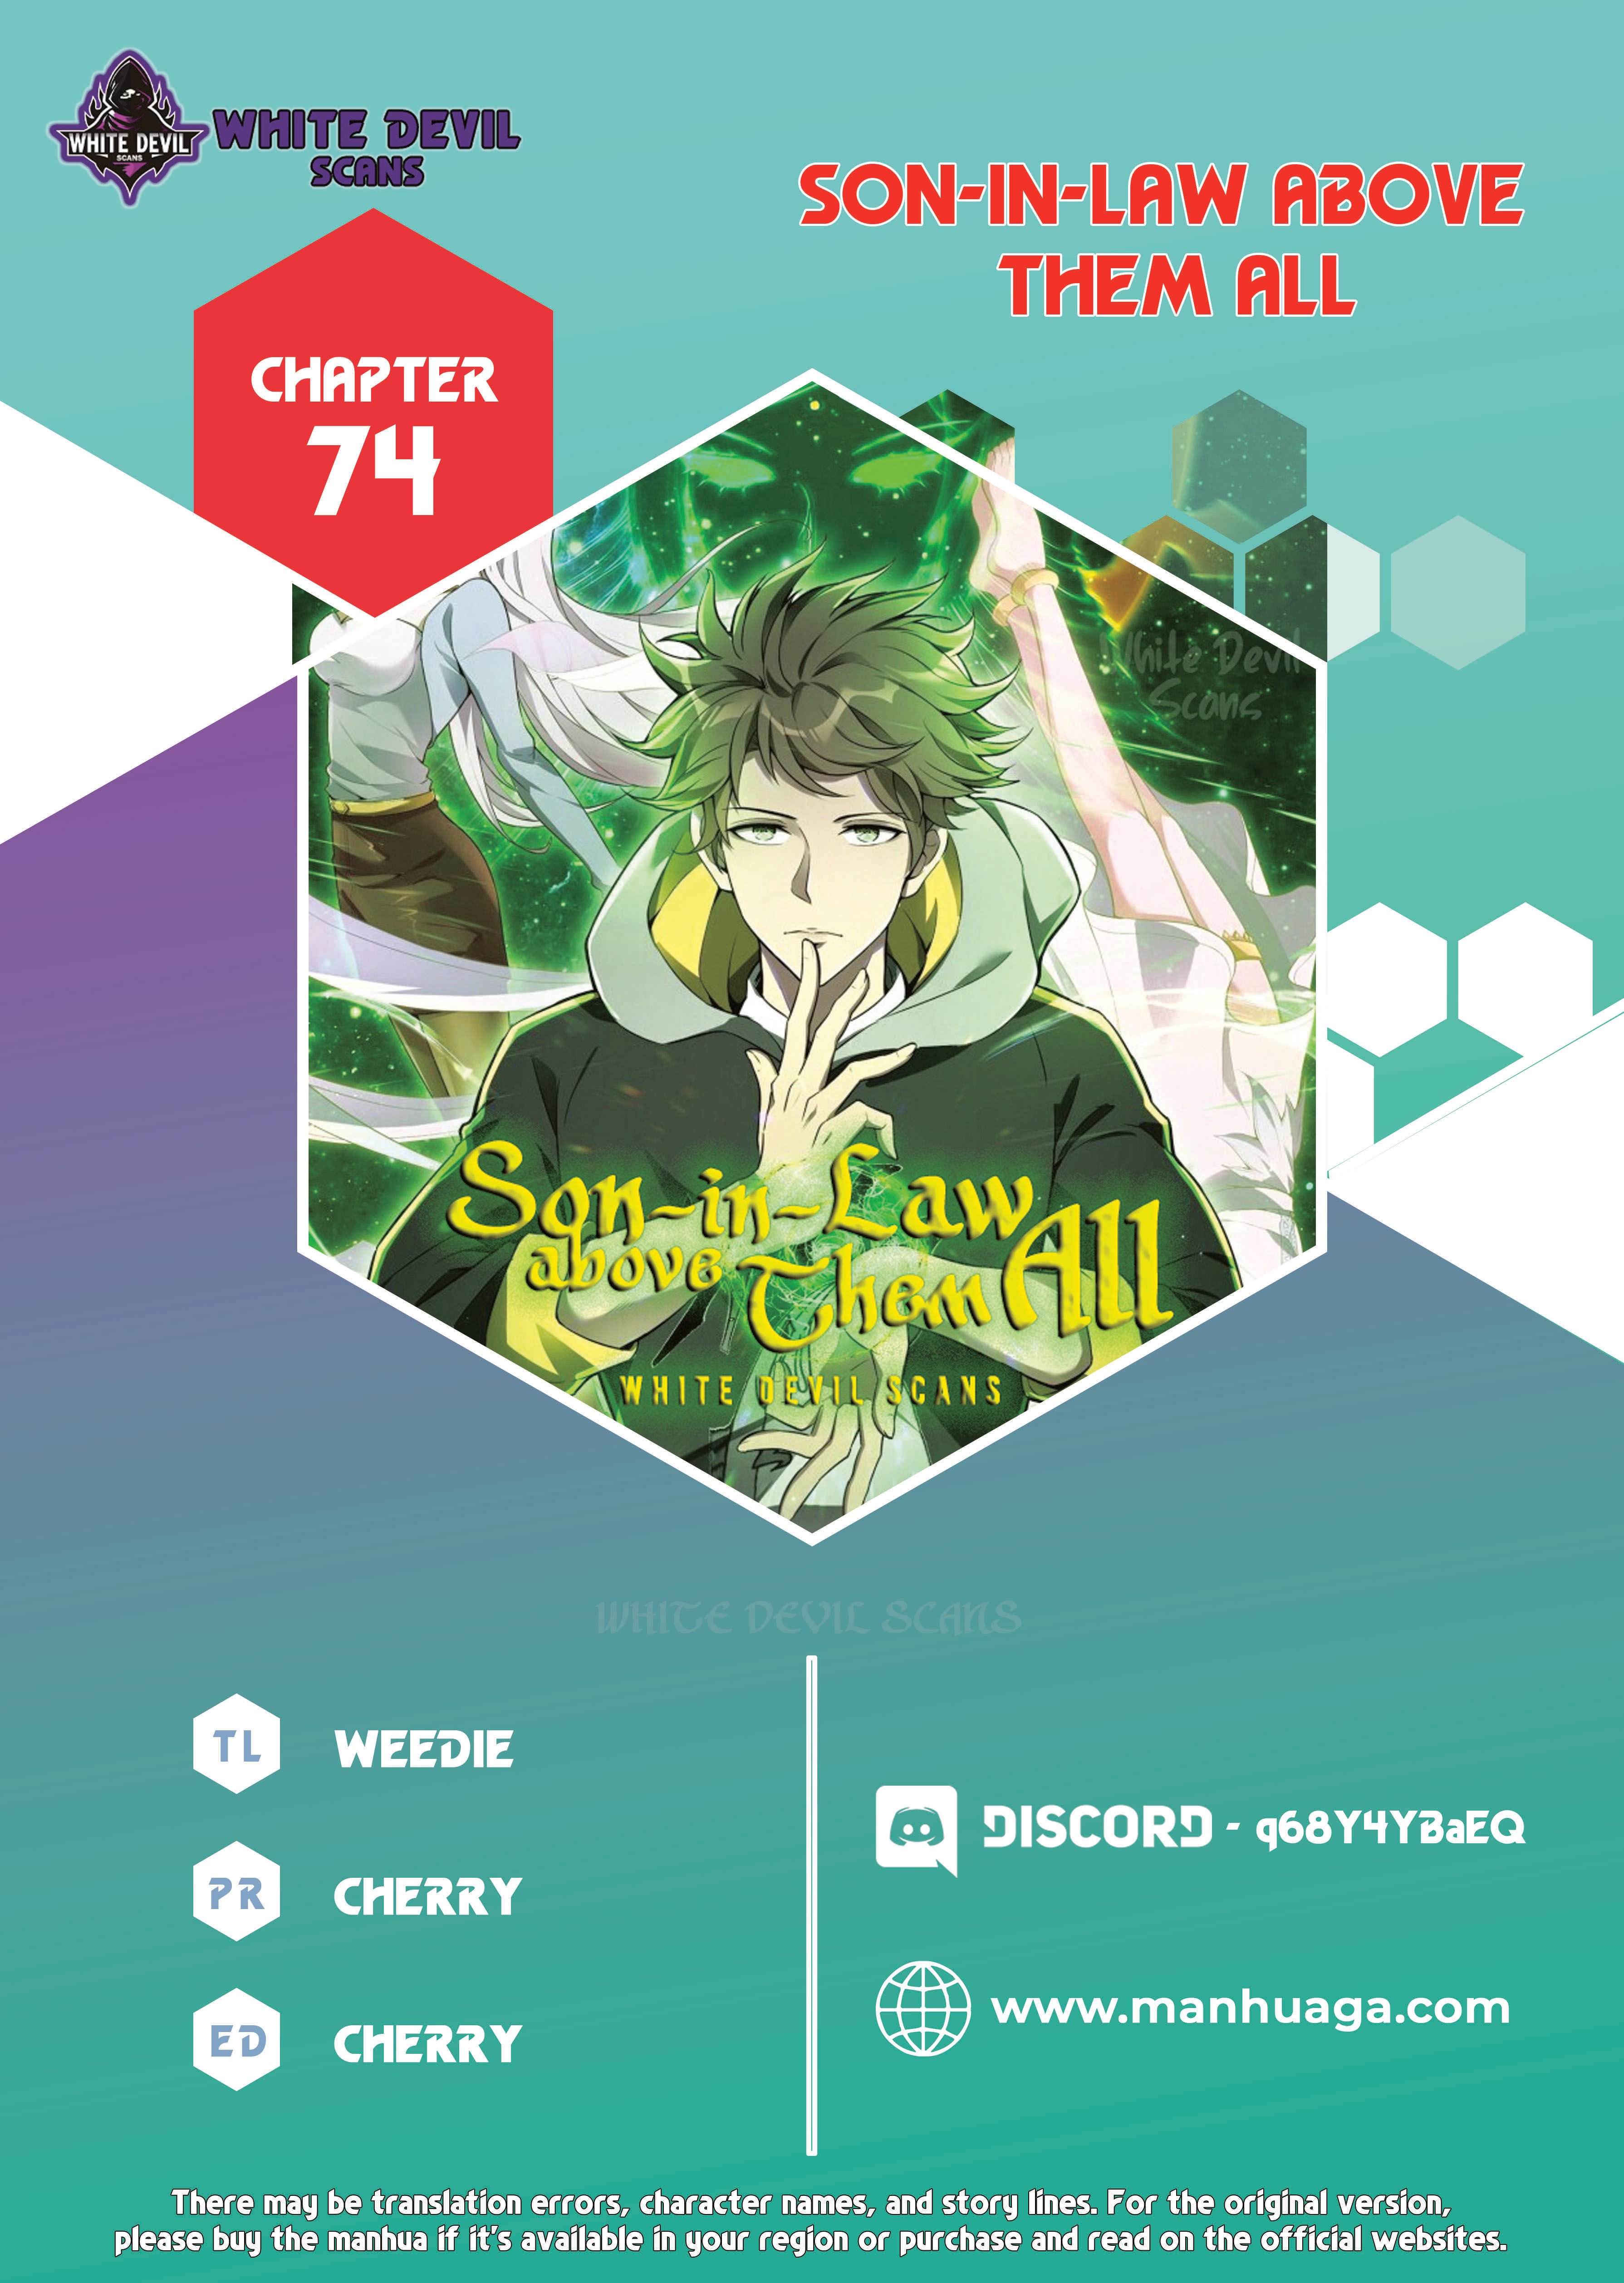 WHITE DEVIL
SCANS
WHITE DEVIL
SCANS
SON-IN-LAW ABOVE
THEM ALL
CHAPTER
74
White Devil
Scans
Son-in-Law
above Them All
WHITE DEVIL SCANS
WHITE DEVIL SCANS
TL WEEDIE
PR CHERRY
ED CHERRY
DISCORD - q68Y4YBaEQ
www.manhuaga.com
There may be translation errors, character names, and story lines. For the original version,
please buy the manhua if it's available in your region or purchase and read on the official websites.